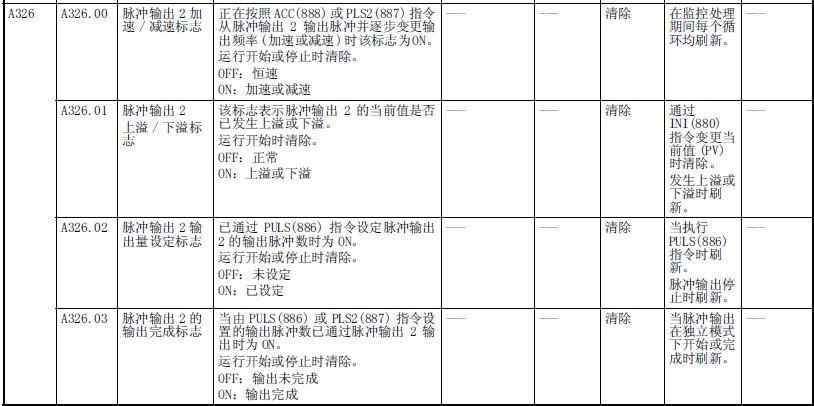 A326
A326.00
脉冲输出 2 加
速 / 减速标志
正在按照 ACC(888) 或 PLS2(887) 指令
从脉冲输出 2 输出脉冲并逐步变更输
出频率 (加速或减速) 时该标志为 ON。
运行开始或停止时清除。
OFF: 恒速
ON: 加速或减速
---
---
清除
在监控处理
期间每个循
环均刷新。
---
A326.01
脉冲输出 2
上溢 / 下溢标
志
该标志表示脉冲输出 2 的当前值是否
已发生上溢或下溢。
运行开始时清除。
OFF: 正常
ON: 上溢或下溢
---
---
清除
通过
INI(880)
指令变更当
前值 (PV)
时清除。
发生上溢或
下溢时刷
新。
---
A326.02
脉冲输出 2 输
出量设定标志
已通过 PULS(886) 指令设定脉冲输出
2 的输出脉冲数时为 ON。
运行开始或停止时清除。
OFF: 未设定
ON: 已设定
---
---
清除
当执行
PULS(886)
指令时刷
新。
脉冲输出停
止时刷新。
---
A326.03
脉冲输出 2 的
输出完成标志
当由 PULS(886) 或 PLS2(887) 指令设
置的输出脉冲数已通过脉冲输出 2 输
出时为 ON。
运行开始或停止时清除。
OFF: 输出未完成
ON: 输出完成
---
---
清除
当脉冲输出
在独立模式
下开始或完
成时刷新。
---